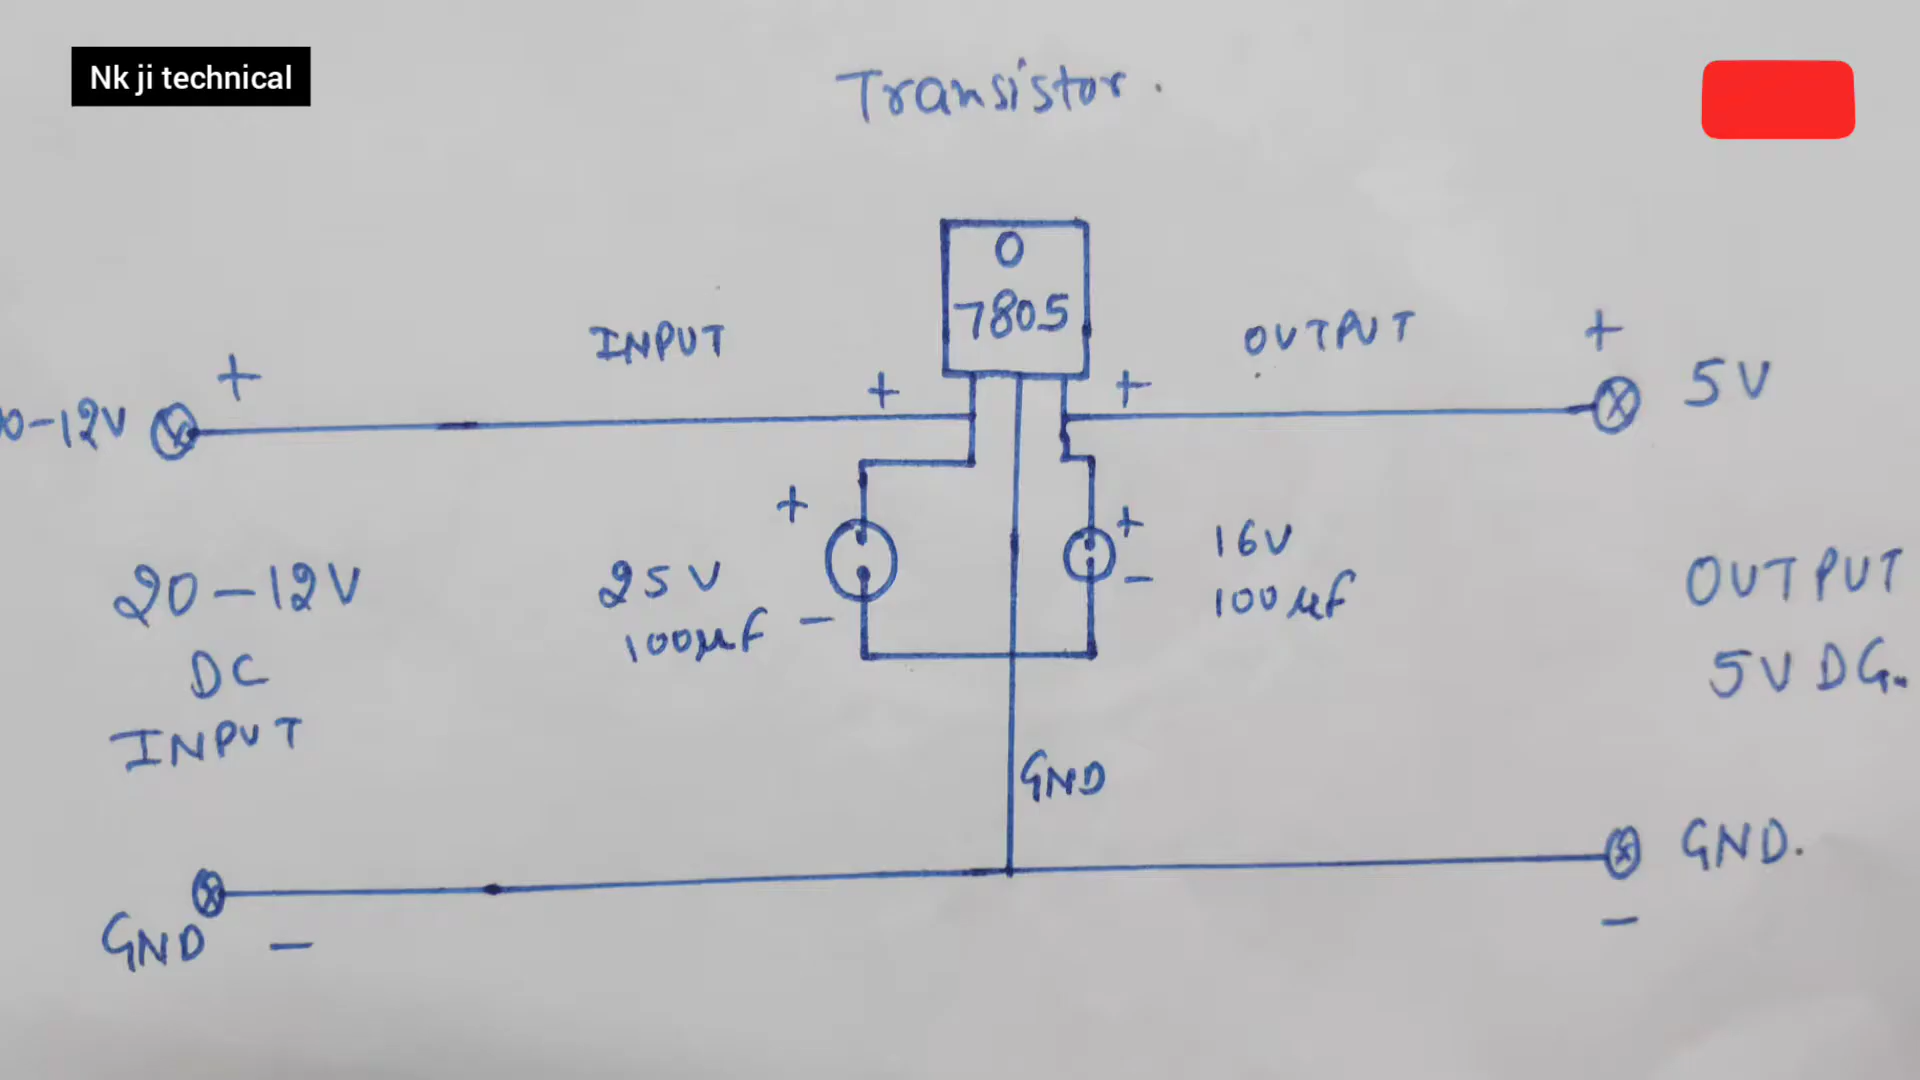 Nk ji technical
Transistor.
O
7805
INPUT
OUTPUT
+
+
+
+
0-12V
5V
+
+
-
16V
100µf
25V
100µf
-
20-12V
DC
INPUT
OUTPUT
5V DC.
GND
GND.
GND
-
-